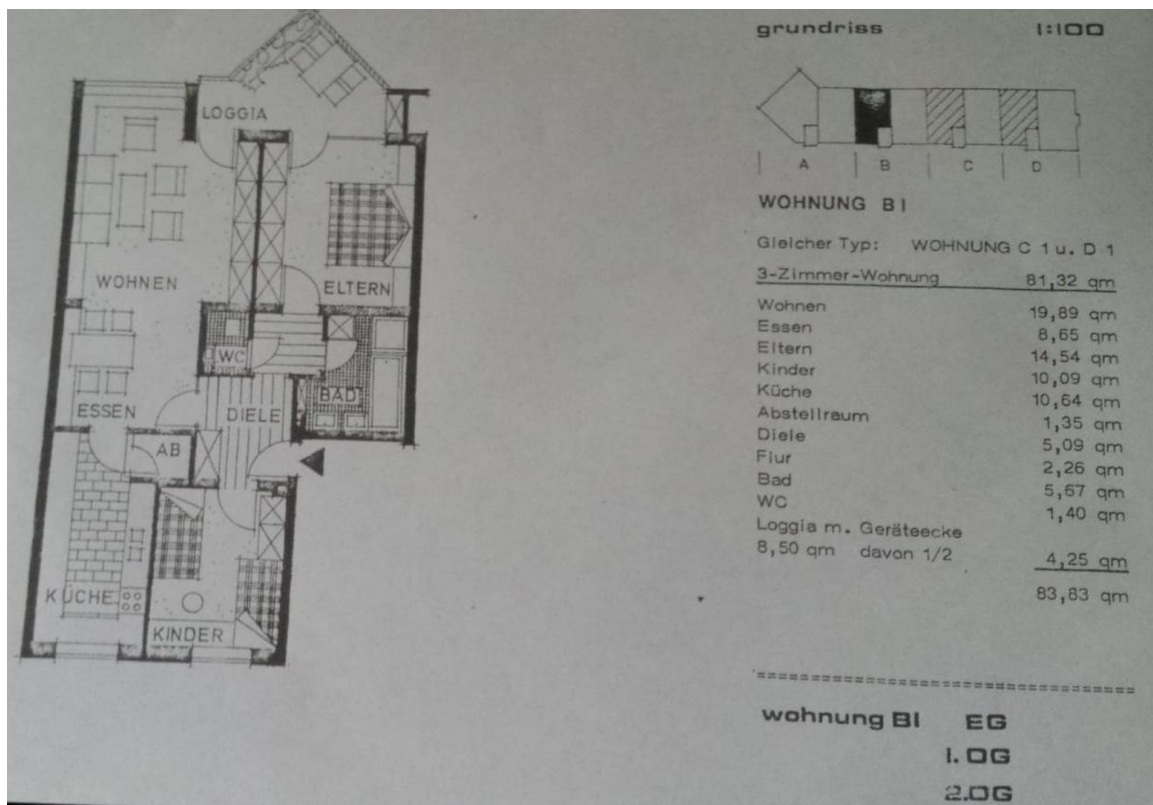 grundriss 1:100
A B C D
WOHNUNG B1
Gleicher Typ: WOHNUNG C 1 u. D 1
3-Zimmer-Wohnung 81,32 qm
Wohnen 19,89 qm
Essen 8,65 qm
Eltern 14,54 qm
Kinder 10,09 qm
Küche 10,64 qm
Abstellraum 1,35 qm
Diele 5,09 qm
Flur 2,26 qm
Bad 5,67 qm
WC 1,40 qm
Loggia m. Geräteecke
8,50 qm davon 1/2 4,25 qm
83,83 qm
wohnung B1 EG
1. OG
2.OG
LOGGIA
WOHNEN
ELTERN
WC
BAD
ESSEN
DIELE
AB
KÜCHE
KINDER